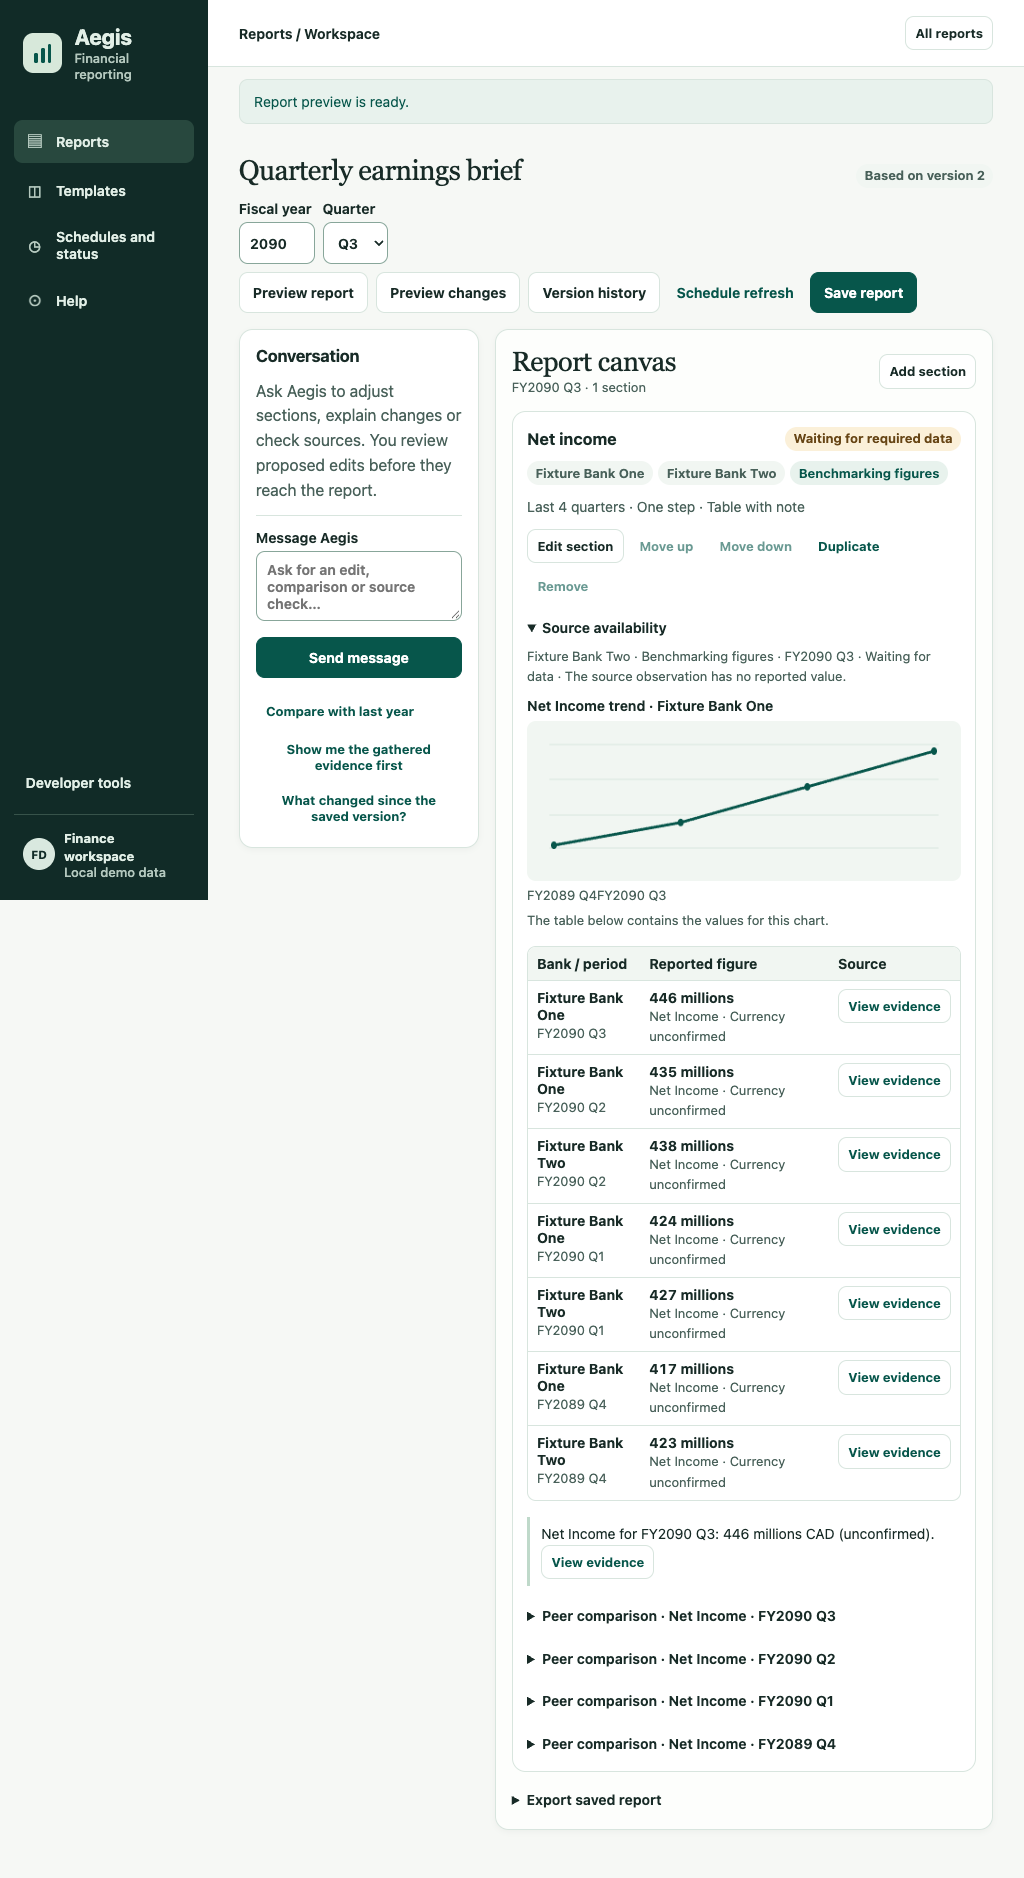 Aegis
Financial
reporting
Reports
Templates
Schedules and
status
Help
Developer tools
FD
Finance
workspace
Local demo data
Reports / Workspace
All reports
Report preview is ready.
Quarterly earnings brief
Based on version 2
Fiscal year
Quarter
2090
Q3
Preview report
Preview changes
Version history
Schedule refresh
Save report
Conversation
Ask Aegis to adjust
sections, explain changes or
check sources. You review
proposed edits before they
reach the report.
Message Aegis
Ask for an edit,
comparison or source
check...
Send message
Compare with last year
Show me the gathered
evidence first
What changed since the
saved version?
Report canvas
FY2090 Q3 · 1 section
Add section
Net income
Waiting for required data
Fixture Bank One
Fixture Bank Two
Benchmarking figures
Last 4 quarters · One step · Table with note
Edit section
Move up
Move down
Duplicate
Remove
Source availability
Fixture Bank Two · Benchmarking figures · FY2090 Q3 · Waiting for
data · The source observation has no reported value.
Net Income trend · Fixture Bank One
FY2089 Q4FY2090 Q3
The table below contains the values for this chart.
Bank / period
Reported figure
Source
Fixture Bank
One
FY2090 Q3
446 millions
Net Income · Currency
unconfirmed
View evidence
Fixture Bank
One
FY2090 Q2
435 millions
Net Income · Currency
unconfirmed
View evidence
Fixture Bank
Two
FY2090 Q2
438 millions
Net Income · Currency
unconfirmed
View evidence
Fixture Bank
One
FY2090 Q1
424 millions
Net Income · Currency
unconfirmed
View evidence
Fixture Bank
Two
FY2090 Q1
427 millions
Net Income · Currency
unconfirmed
View evidence
Fixture Bank
One
FY2089 Q4
417 millions
Net Income · Currency
unconfirmed
View evidence
Fixture Bank
Two
FY2089 Q4
423 millions
Net Income · Currency
unconfirmed
View evidence
Net Income for FY2090 Q3: 446 millions CAD (unconfirmed).
View evidence
Peer comparison · Net Income · FY2090 Q3
Peer comparison · Net Income · FY2090 Q2
Peer comparison · Net Income · FY2090 Q1
Peer comparison · Net Income · FY2089 Q4
Export saved report